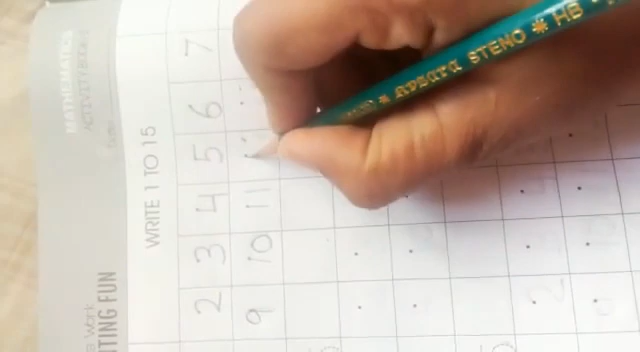 MATHEMATICS
ACTIVITY BOOK
Work
TING FUN
WRITE 1 TO 15
2 3 4 5 6 7
9 10 11
Apsara STENO * HB